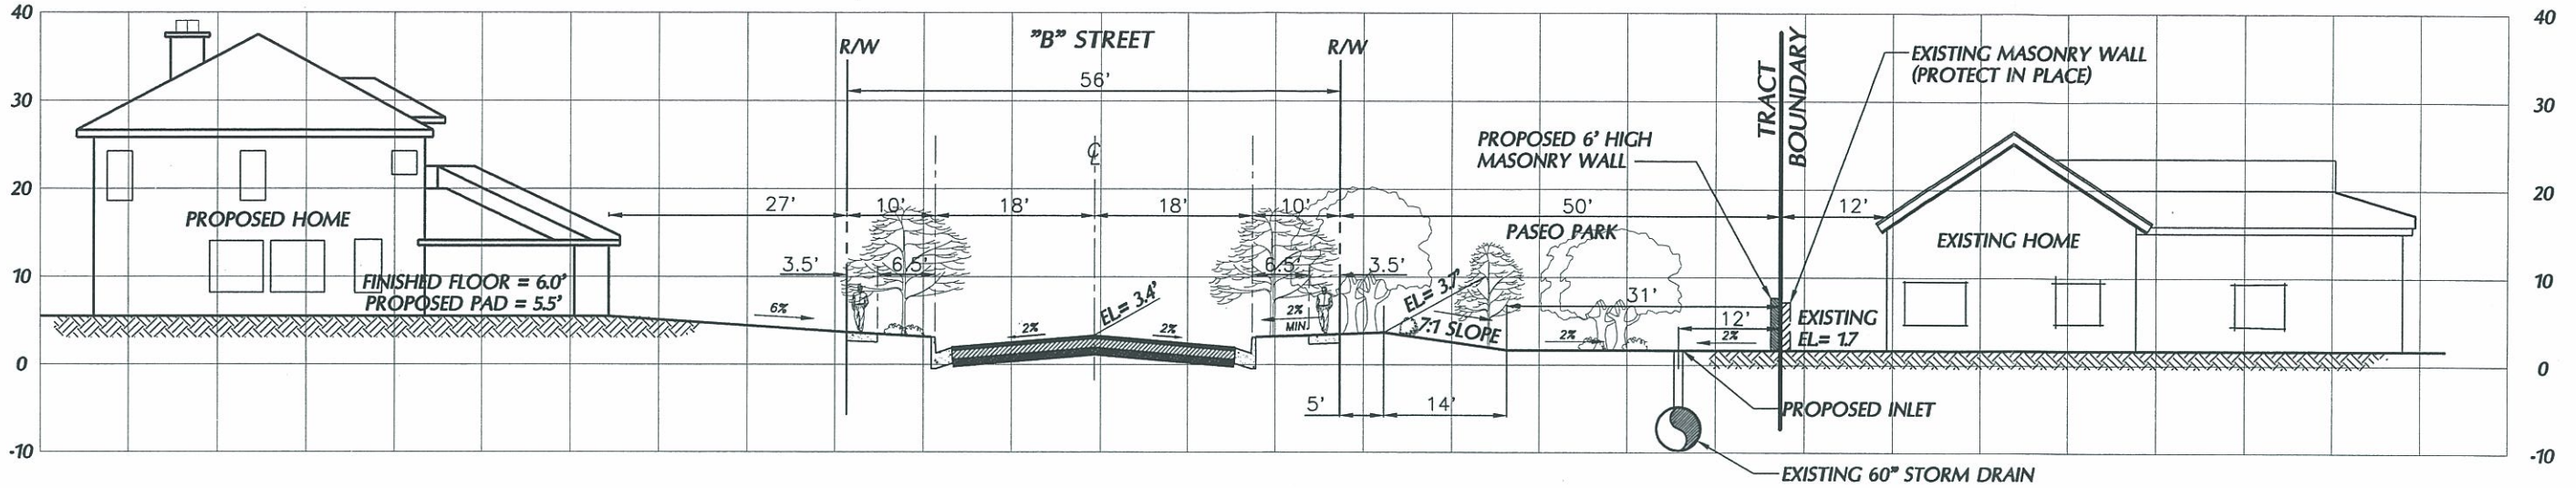 40
30
20
10
0
-10
"B" STREET
R/W
R/W
56'
℄
27'
10'
18'
18'
10'
50'
12'
PASEO PARK
3.5'
6.5'
6.5'
3.5'
31'
12'
PROPOSED HOME
FINISHED FLOOR = 6.0'
PROPOSED PAD = 5.5'
6%
2%
2%
EL= 3.4'
2%
MIN.
EL= 3.7'
7:1 SLOPE
2%
2%
5'
14'
PROPOSED 6' HIGH
MASONRY WALL
TRACT
BOUNDARY
EXISTING MASONRY WALL
(PROTECT IN PLACE)
EXISTING HOME
EXISTING
EL= 1.7
PROPOSED INLET
EXISTING 60" STORM DRAIN
40
30
20
10
0
-10